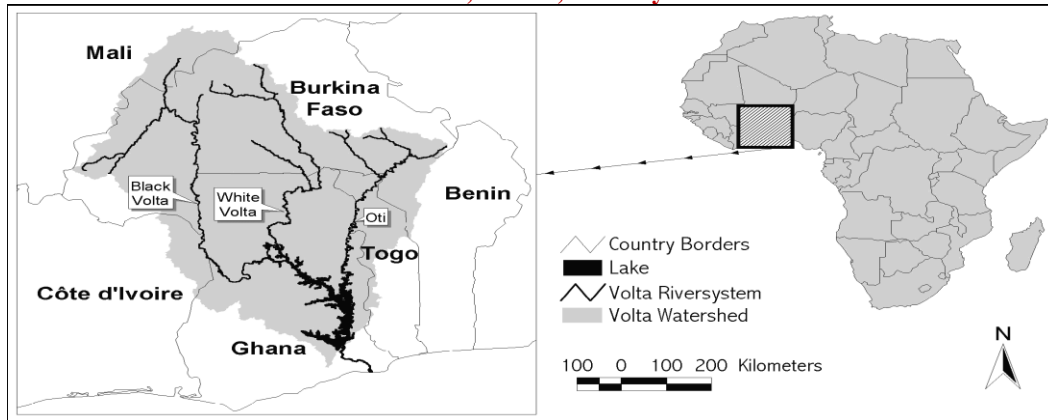 Mali
Burkina
Faso
Black
Volta
White
Volta
Oti
Benin
Togo
Côte d'Ivoire
Ghana
Country Borders
Lake
Volta Riversystem
Volta Watershed
100 0 100 200 Kilometers
N